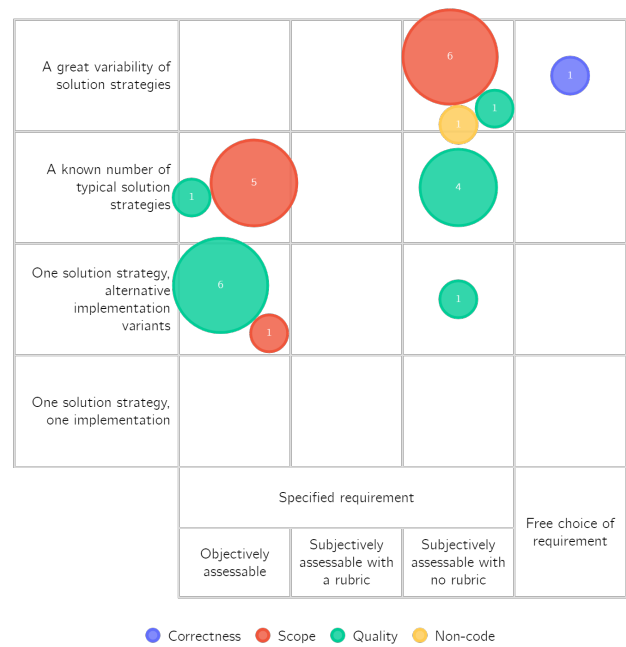 A great variability of
solution strategies
6
1
1
1
A known number of
typical solution
strategies
1
5
4
One solution strategy,
alternative
implementation
variants
6
1
1
One solution strategy,
one implementation
Specified requirement
Free choice of
requirement
Objectively
assessable
Subjectively
assessable with
a rubric
Subjectively
assessable with
no rubric
Correctness
Scope
Quality
Non-code